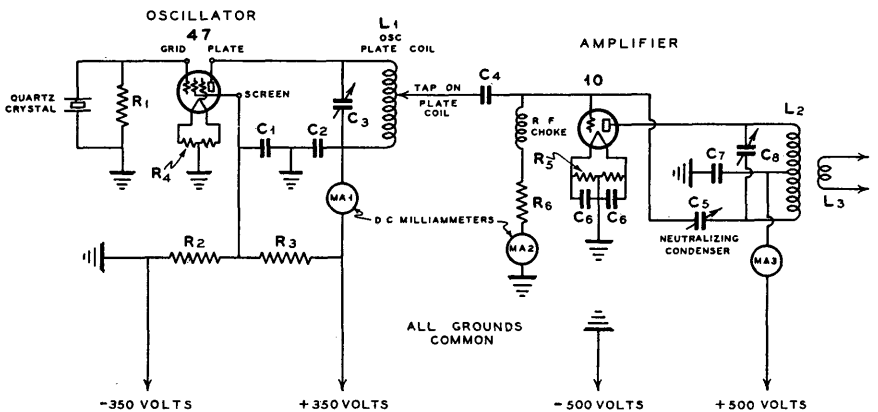 OSCILLATOR
47
GRID PLATE
L1
OSC
PLATE COIL
AMPLIFIER
10
QUARTZ
CRYSTAL
R1
SCREEN
C3
TAP ON
PLATE
COIL
C4
R F
CHOKE
L2
C1
C2
R4
R5
C7
C8
L3
MA1
D C MILLIAMMETERS
R6
C6
C6
C5
NEUTRALIZING
CONDENSER
MA2
MA3
R2
R3
ALL GROUNDS
COMMON
-350 VOLTS
+350 VOLTS
-500 VOLTS
+500 VOLTS